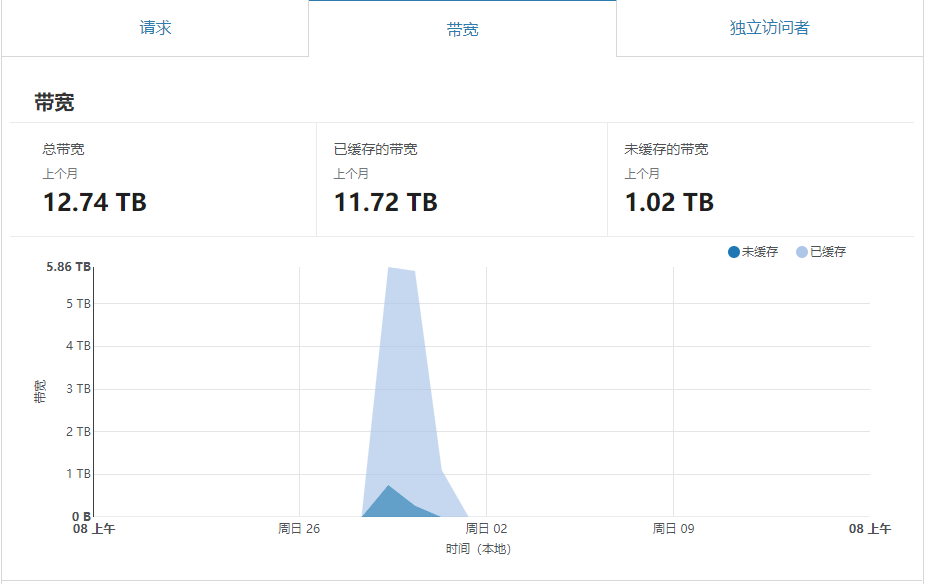 请求
带宽
独立访问者
带宽
总带宽
上个月
12.74 TB
已缓存的带宽
上个月
11.72 TB
未缓存的带宽
上个月
1.02 TB
未缓存
已缓存
5.86 TB
5 TB
4 TB
3 TB
2 TB
1 TB
0 B
带宽
08 上午
周日 26
周日 02
周日 09
08 上午
时间（本地）